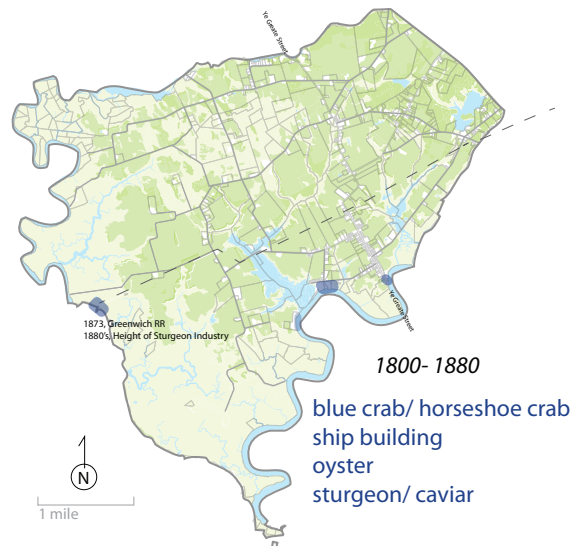 Ye Greate Street
1873, Greenwich RR
1880's, Height of Sturgeon Industry
Ye Greate Street
1800- 1880
blue crab/ horseshoe crab
ship building
oyster
sturgeon/ caviar
N
1 mile